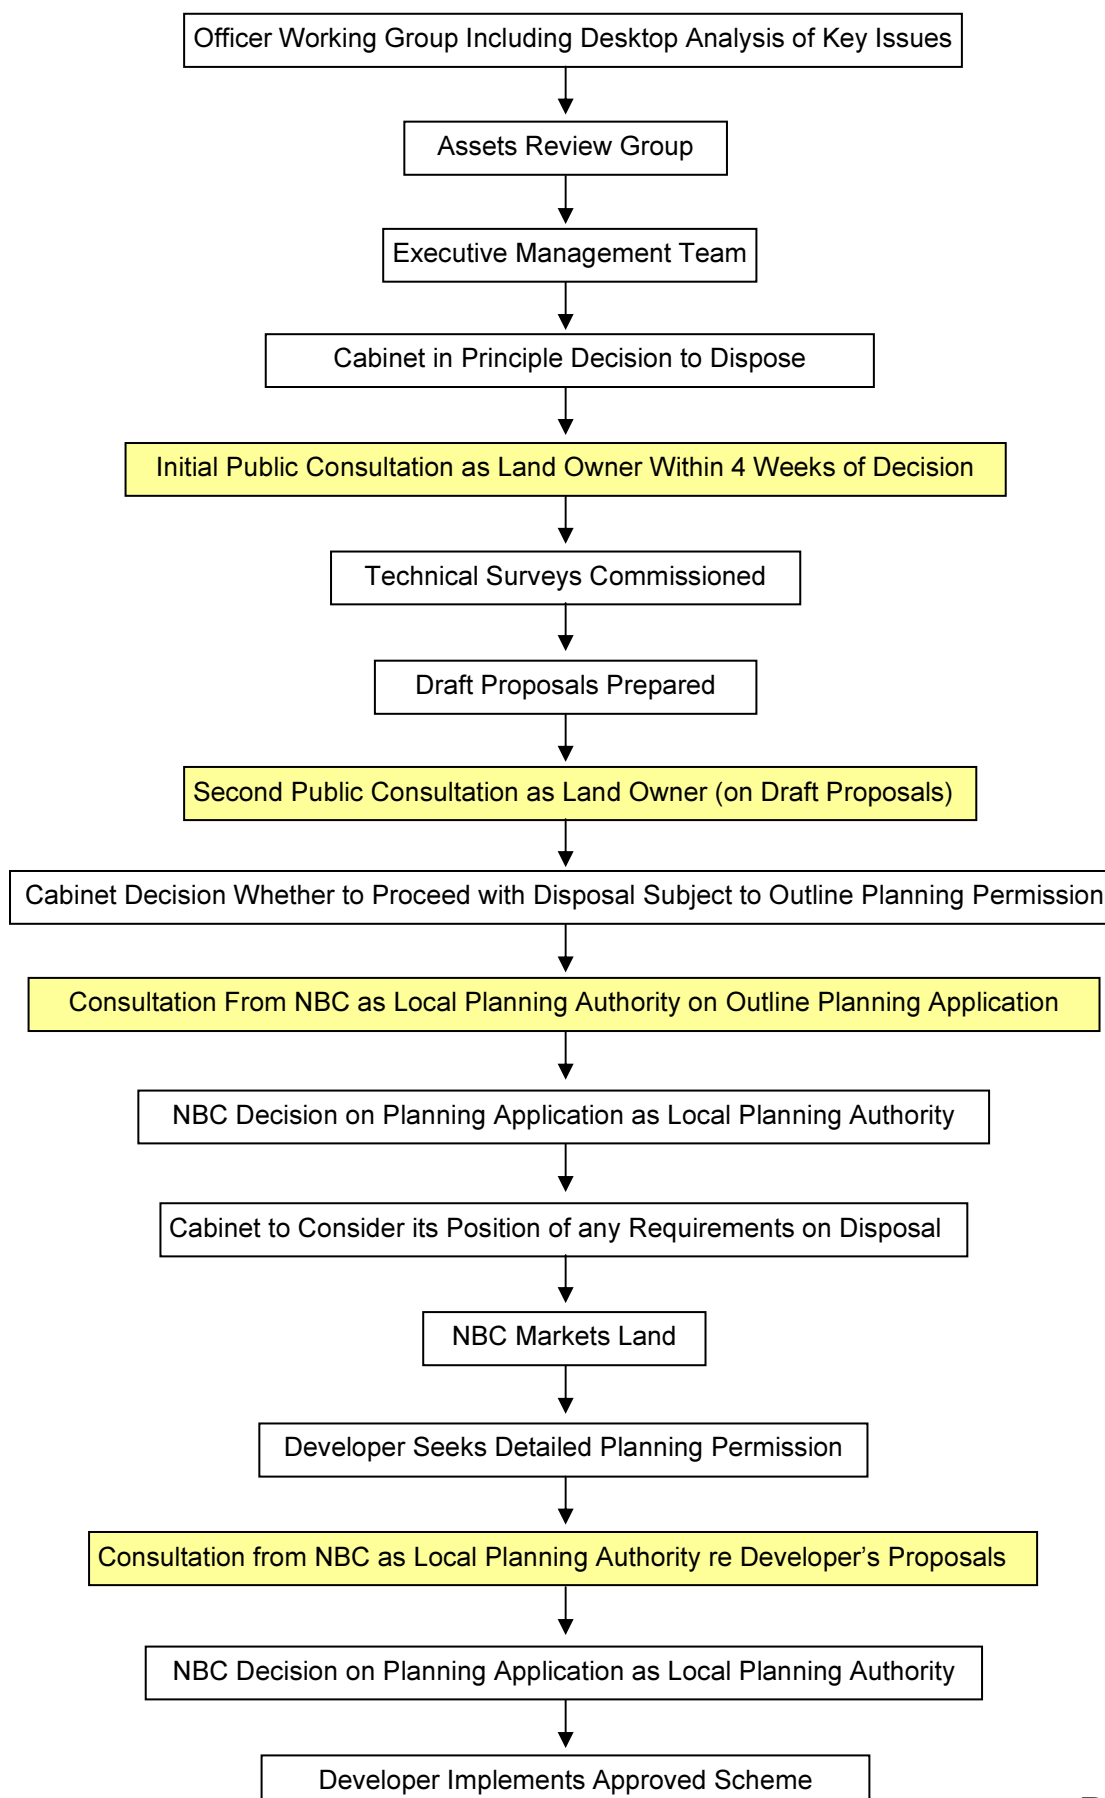 Officer Working Group Including Desktop Analysis of Key Issues
Assets Review Group
Executive Management Team
Cabinet in Principle Decision to Dispose
Initial Public Consultation as Land Owner Within 4 Weeks of Decision
Technical Surveys Commissioned
Draft Proposals Prepared
Second Public Consultation as Land Owner (on Draft Proposals)
Cabinet Decision Whether to Proceed with Disposal Subject to Outline Planning Permission
Consultation From NBC as Local Planning Authority on Outline Planning Application
NBC Decision on Planning Application as Local Planning Authority
Cabinet to Consider its Position of any Requirements on Disposal
NBC Markets Land
Developer Seeks Detailed Planning Permission
Consultation from NBC as Local Planning Authority re Developer’s Proposals
NBC Decision on Planning Application as Local Planning Authority
Developer Implements Approved Scheme